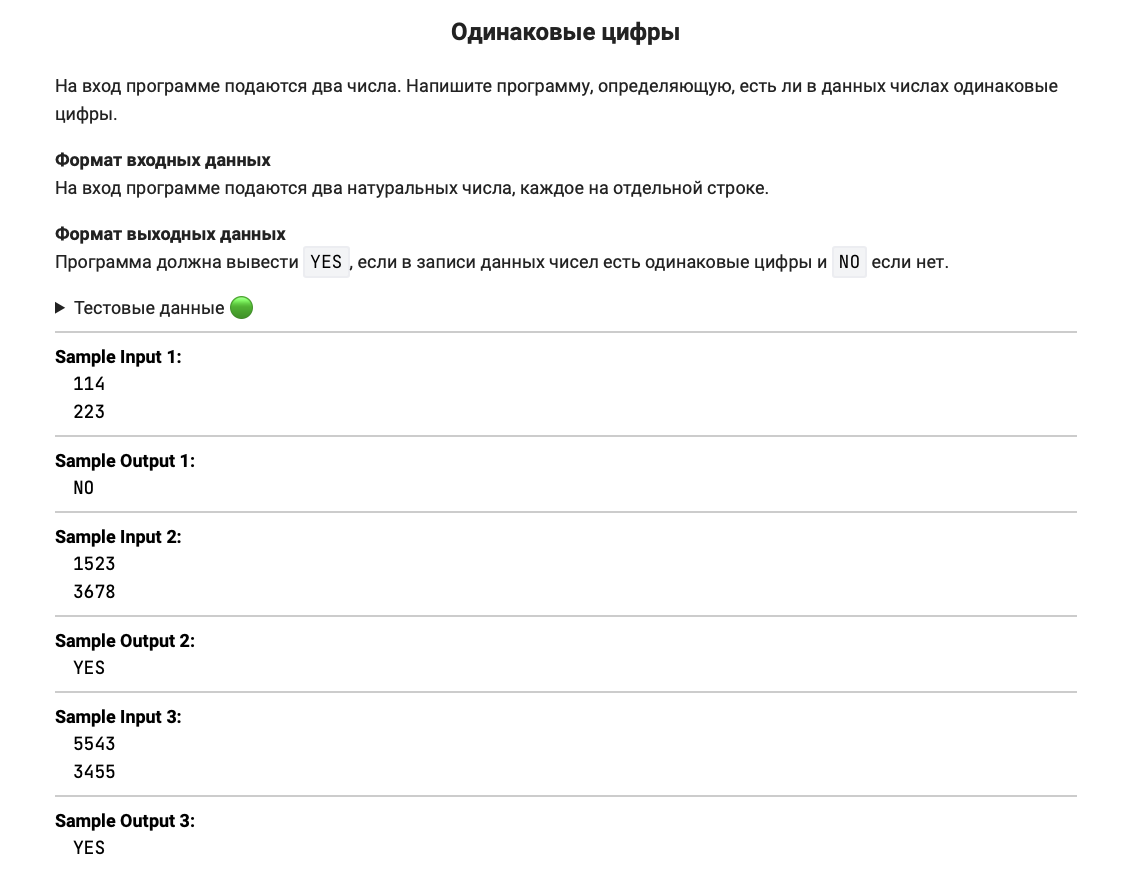 Одинаковые цифры
На вход программе подаются два числа. Напишите программу, определяющую, есть ли в данных числах одинаковые
цифры.
Формат входных данных
На вход программе подаются два натуральных числа, каждое на отдельной строке.
Формат выходных данных
Программа должна вывести YES, если в записи данных чисел есть одинаковые цифры и NO если нет.
Тестовые данные
Sample Input 1:
114
223
Sample Output 1:
NO
Sample Input 2:
1523
3678
Sample Output 2:
YES
Sample Input 3:
5543
3455
Sample Output 3:
YES